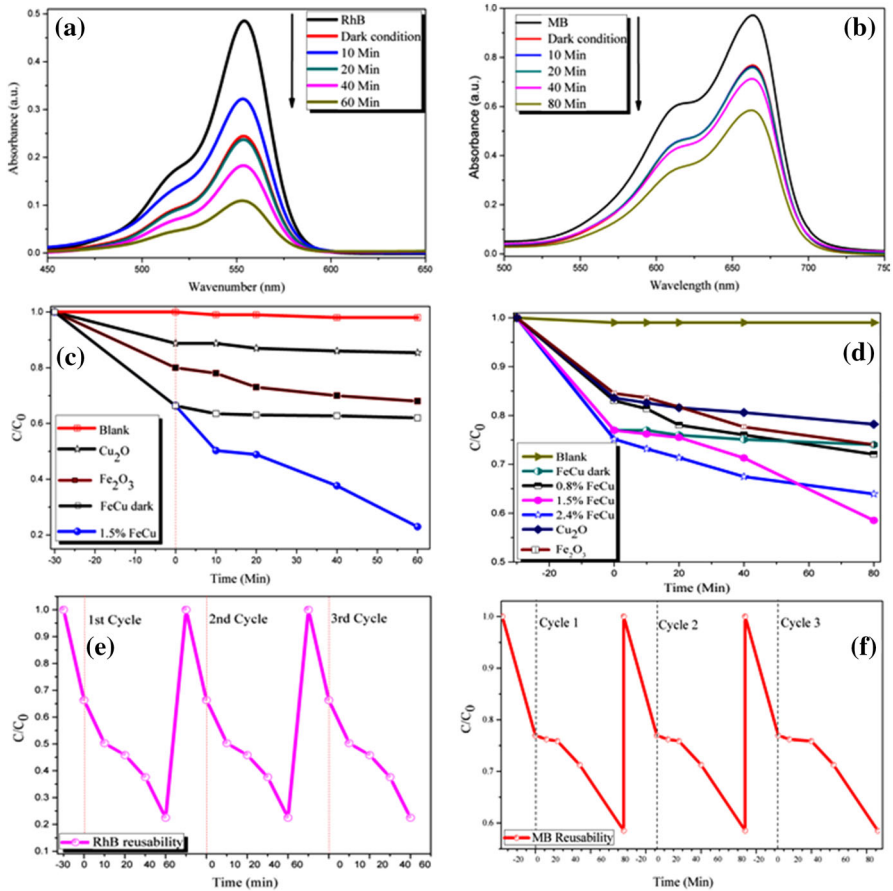 (a)
RhB
Dark condition
10 Min
20 Min
40 Min
60 Min
0.5
0.4
0.3
0.2
0.1
0.0
Absorbance (a.u.)
450 500 550 600 650
Wavenumber (nm)
(b)
MB
Dark condition
10 Min
20 Min
40 Min
80 Min
1.0
0.8
0.6
0.4
0.2
0.0
Absorbance (a.u.)
500 550 600 650 700 750
Wavelength (nm)
(c)
1.0
0.8
0.6
0.4
0.2
C/C0
Blank
Cu2O
Fe2O3
FeCu dark
1.5% FeCu
-30 -20 -10 0 10 20 30 40 50 60
Time (Min)
(d)
1.0
0.9
0.8
0.7
0.6
0.5
C/C0
Blank
FeCu dark
0.8% FeCu
1.5% FeCu
2.4% FeCu
Cu2O
Fe2O3
-20 0 20 40 60 80
Time (Min)
(e)
1st Cycle
2nd Cycle
3rd Cycle
1.0
0.9
0.8
0.7
0.6
0.5
0.4
0.3
0.2
0.1
C/C0
RhB reusability
-30 0 10 20 40 60 0 20 40 50 60 0 20 40 60
Time (min)
(f)
Cycle 1
Cycle 2
Cycle 3
1.0
0.9
0.8
0.7
0.6
C/C0
MB Reusability
-20 0 20 40 80 -20 0 20 40 80 -20 0 20 40 80
Time (Min)